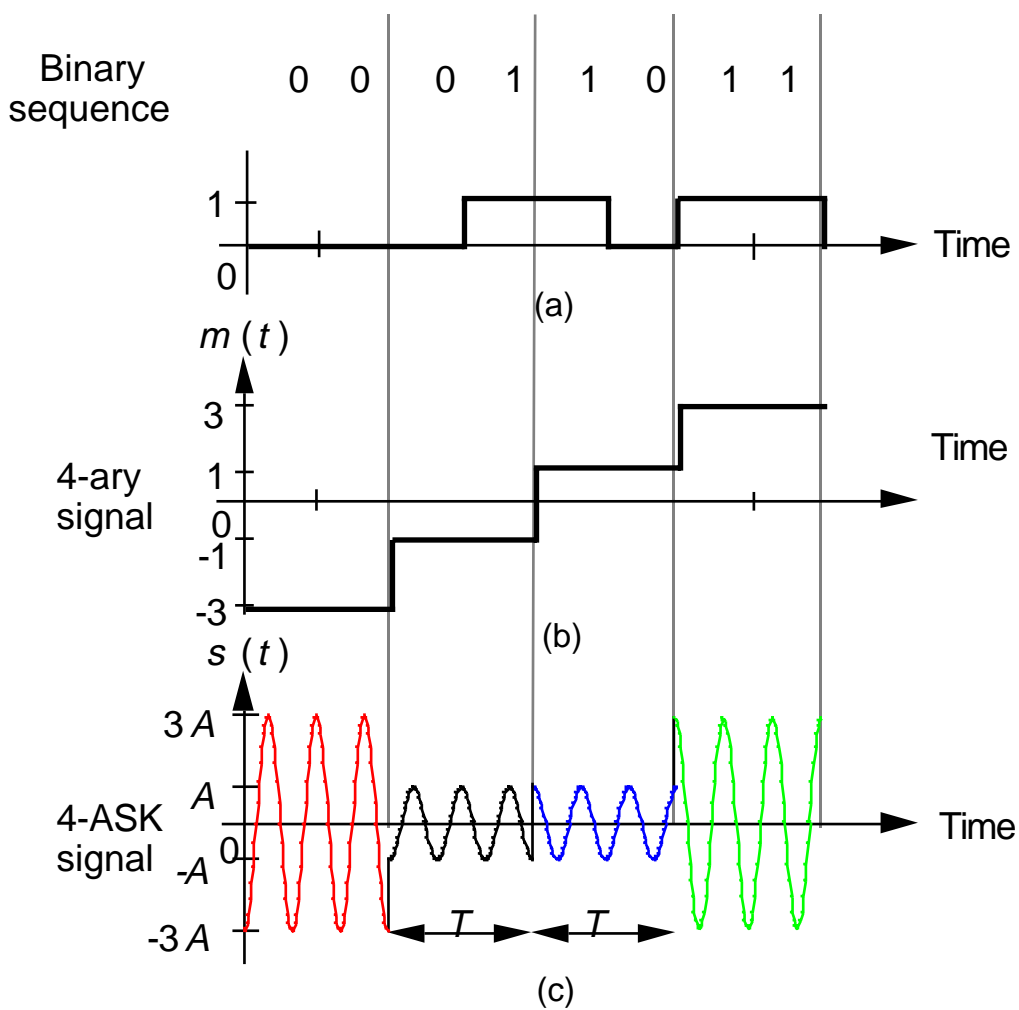 Binary
sequence
0 0 0 1 1 0 1 1
1
0
Time
(a)
m (t)
3
1
0
-1
-3
4-ary
signal
Time
(b)
s (t)
3 A
A
0
-A
-3 A
4-ASK
signal
Time
T T
(c)